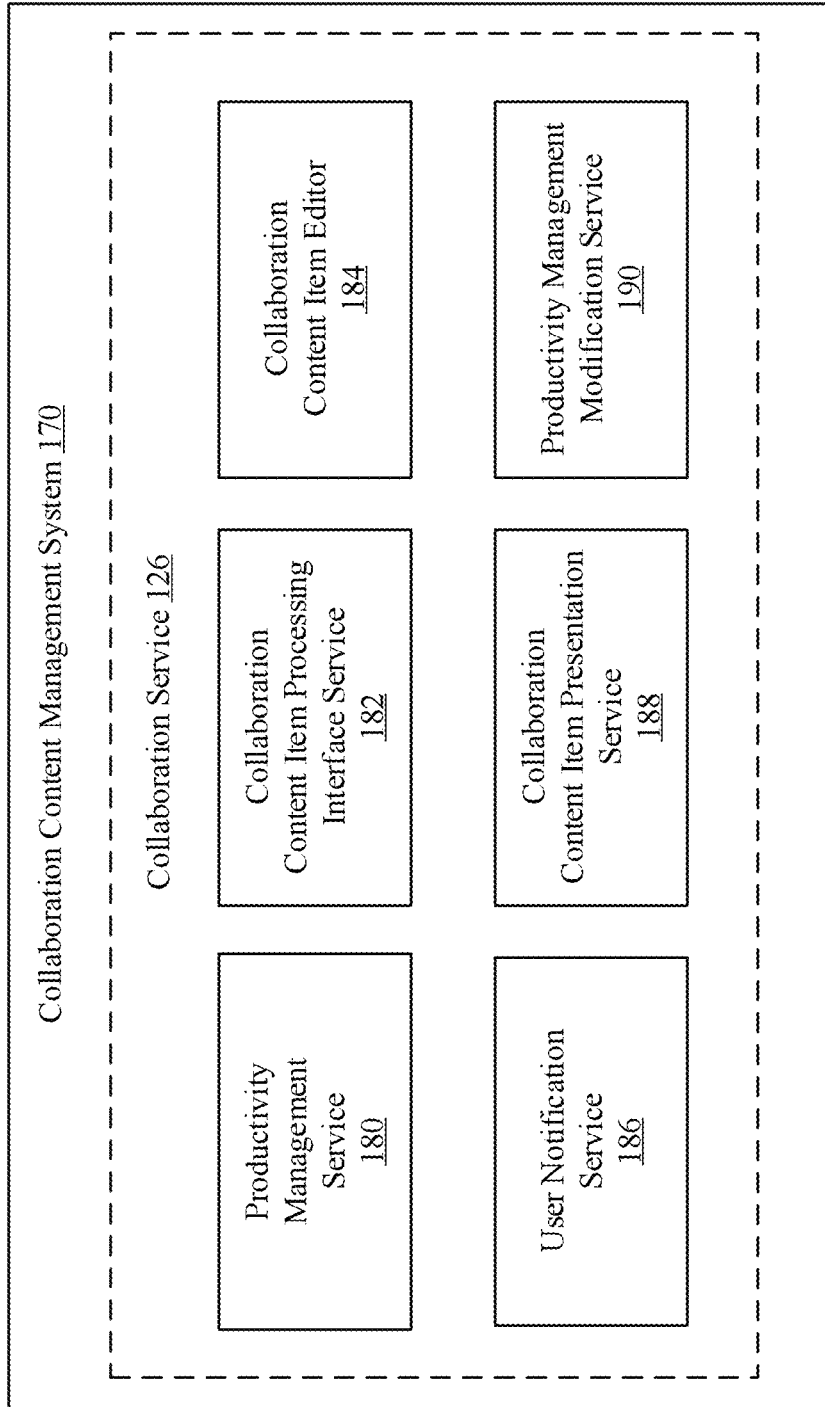 Collaboration Content Management System 170
Collaboration Service 126
Productivity
Management
Service
180
Collaboration
Content Item Processing
Interface Service
182
Collaboration
Content Item Editor
184
User Notification
Service
186
Collaboration
Content Item Presentation
Service
188
Productivity Management
Modification Service
190